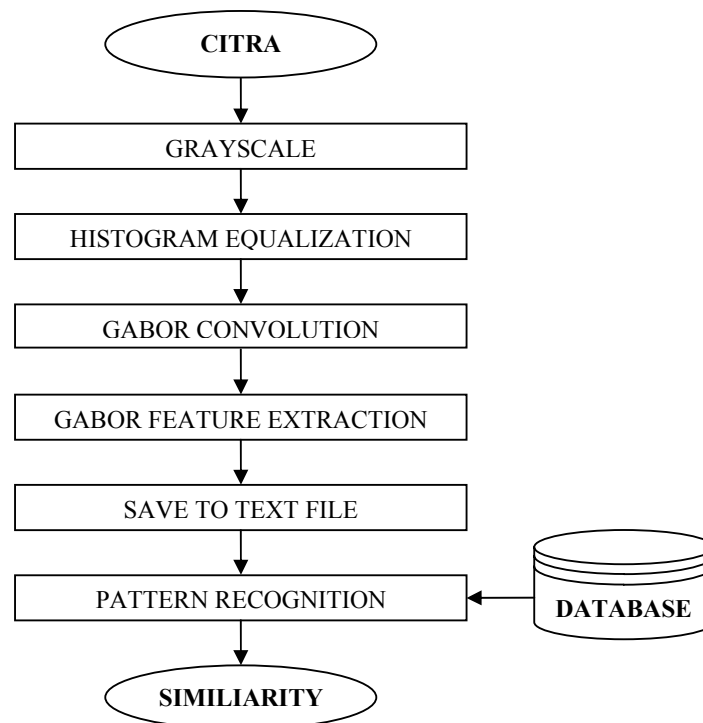 CITRA
GRAYSCALE
HISTOGRAM EQUALIZATION
GABOR CONVOLUTION
GABOR FEATURE EXTRACTION
SAVE TO TEXT FILE
PATTERN RECOGNITION
DATABASE
SIMILIARITY